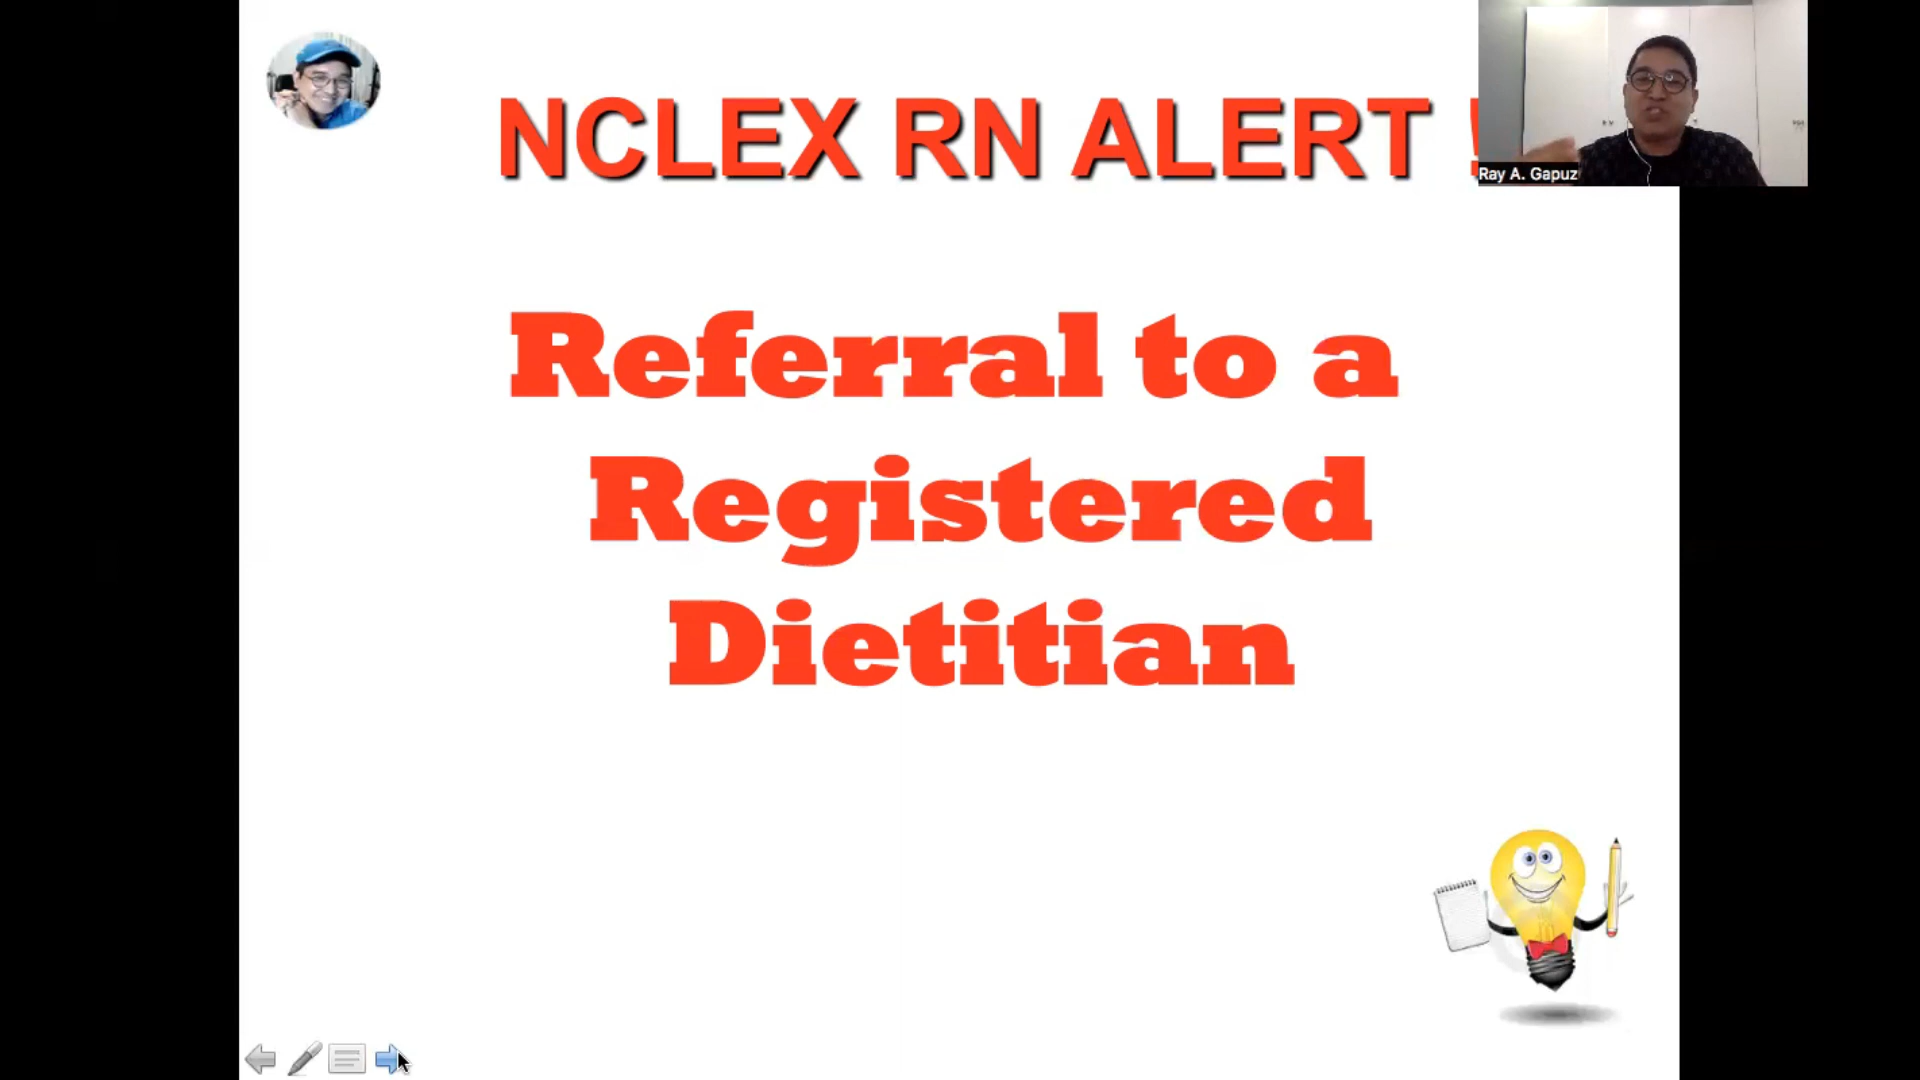 NCLEX RN ALERT !
Ray A. Gapuz
Referral to a
Registered
Dietitian